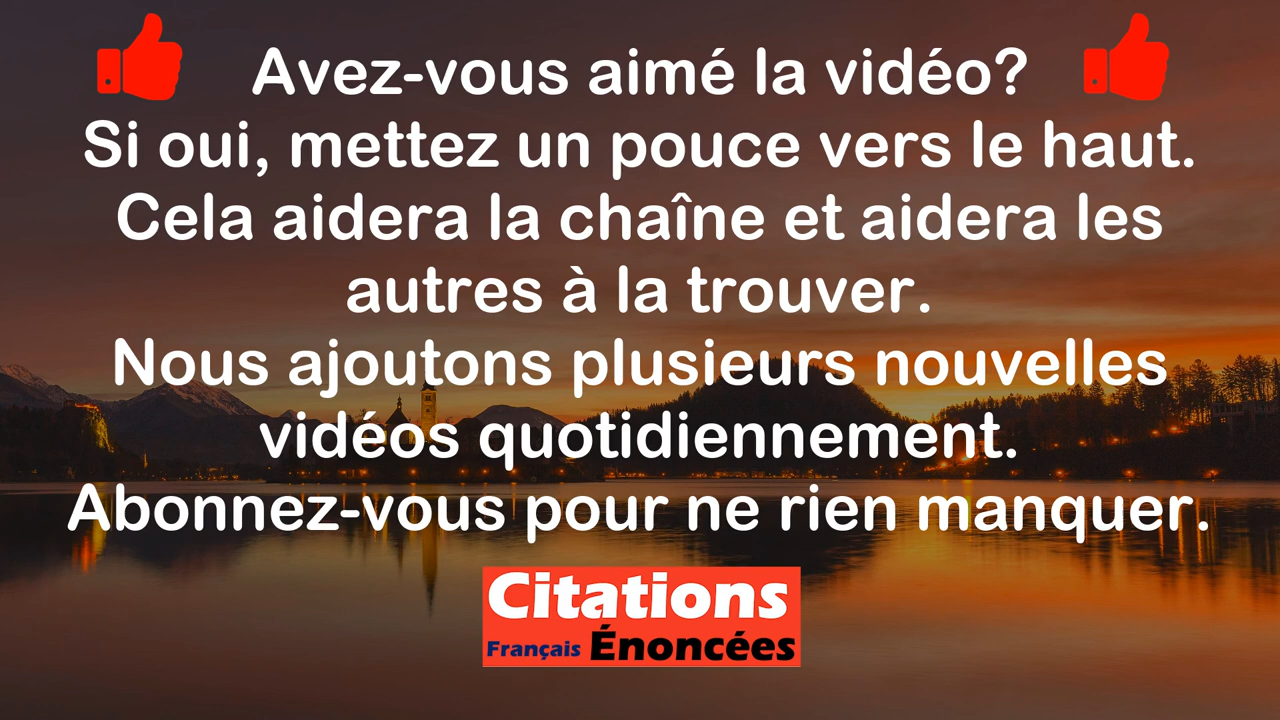 Avez-vous aimé la vidéo?
Si oui, mettez un pouce vers le haut.
Cela aidera la chaîne et aidera les
autres à la trouver.
Nous ajoutons plusieurs nouvelles
vidéos quotidiennement.
Abonnez-vous pour ne rien manquer.
Citations
Français Énoncées